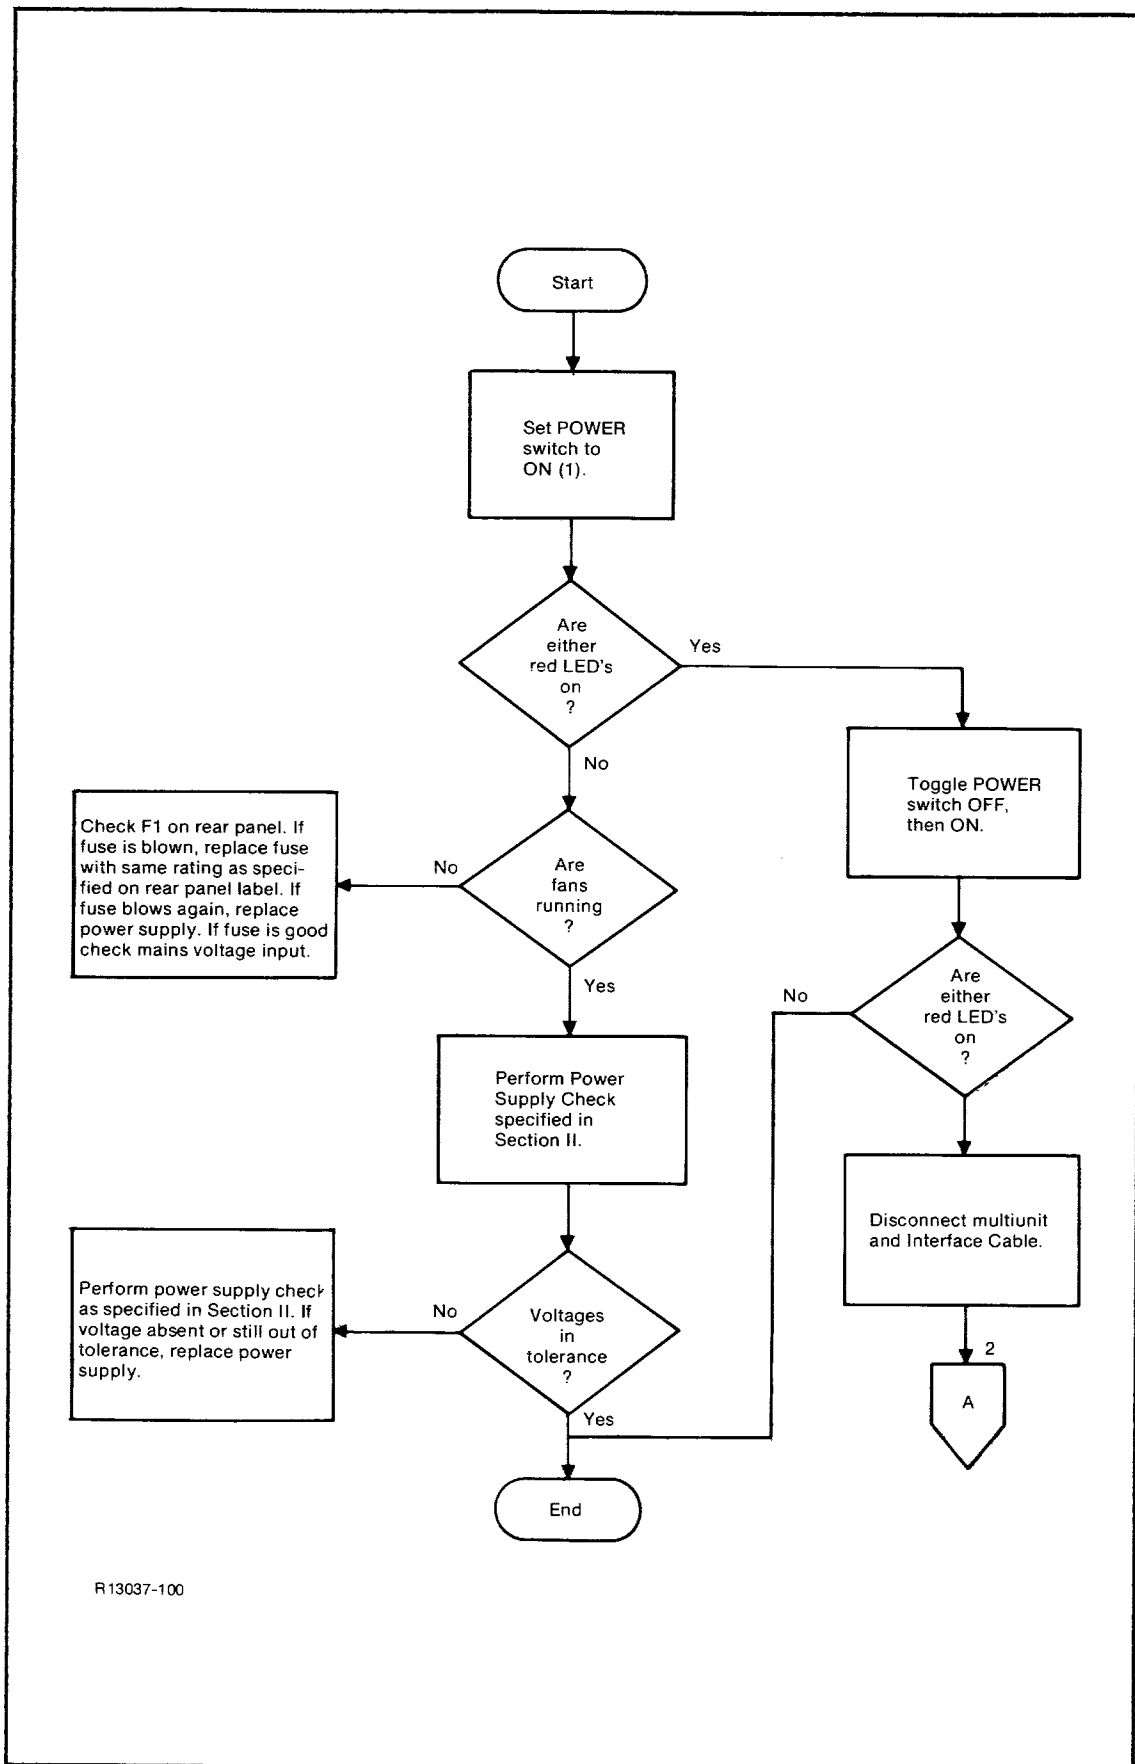 Start
Set POWER
switch to
ON (1).
Are
either
red LED's
on
?
Yes
No
Toggle POWER
switch OFF,
then ON.
Check F1 on rear panel. If
fuse is blown, replace fuse
with same rating as speci-
fied on rear panel label. If
fuse blows again, replace
power supply. If fuse is good
check mains voltage input.
No
Are
fans
running
?
Yes
No
Are
either
red LED's
on
?
Perform Power
Supply Check
specified in
Section II.
Disconnect multiunit
and Interface Cable.
Perform power supply check
as specified in Section II. If
voltage absent or still out of
tolerance, replace power
supply.
No
Voltages
in
tolerance
?
Yes
2
A
End
R13037-100